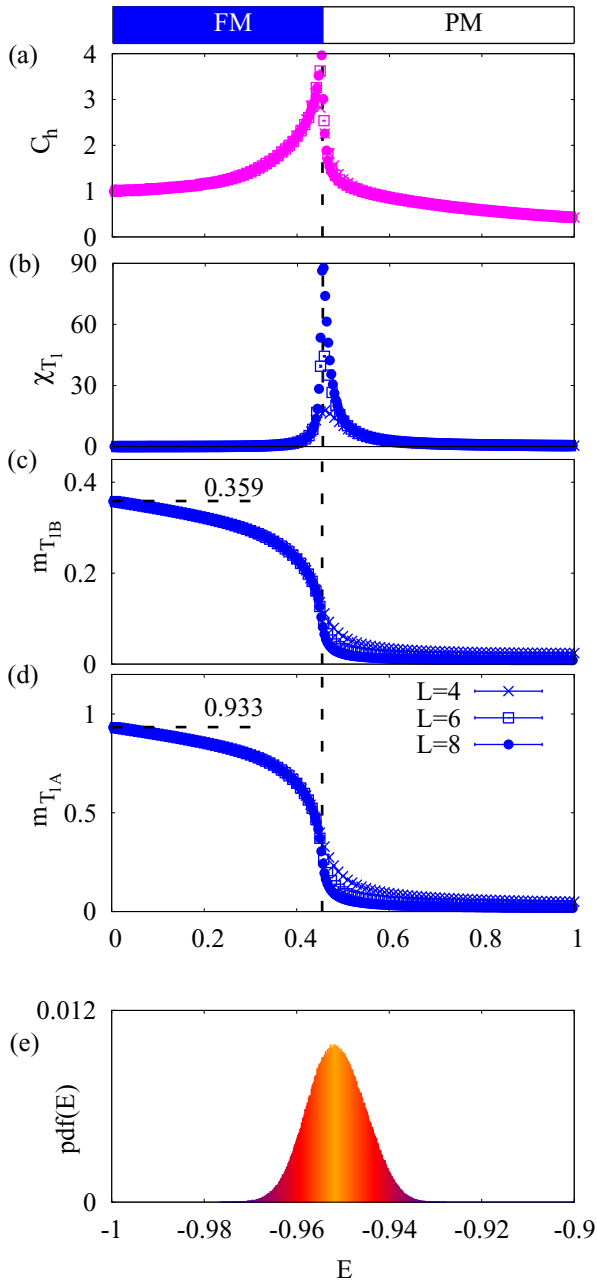 FM PM
(a)
4
3
2
1
0
C_h
(b)
90
60
30
0
χ_{T_1}
(c)
0.359
0.4
0.2
0
m_{T_{1B}}
(d)
0.933
1
0.5
0
m_{T_{1A}}
L=4
L=6
L=8
0 0.2 0.4 0.6 0.8 1
(e)
0.012
0
pdf(E)
-1 -0.98 -0.96 -0.94 -0.92 -0.9
E